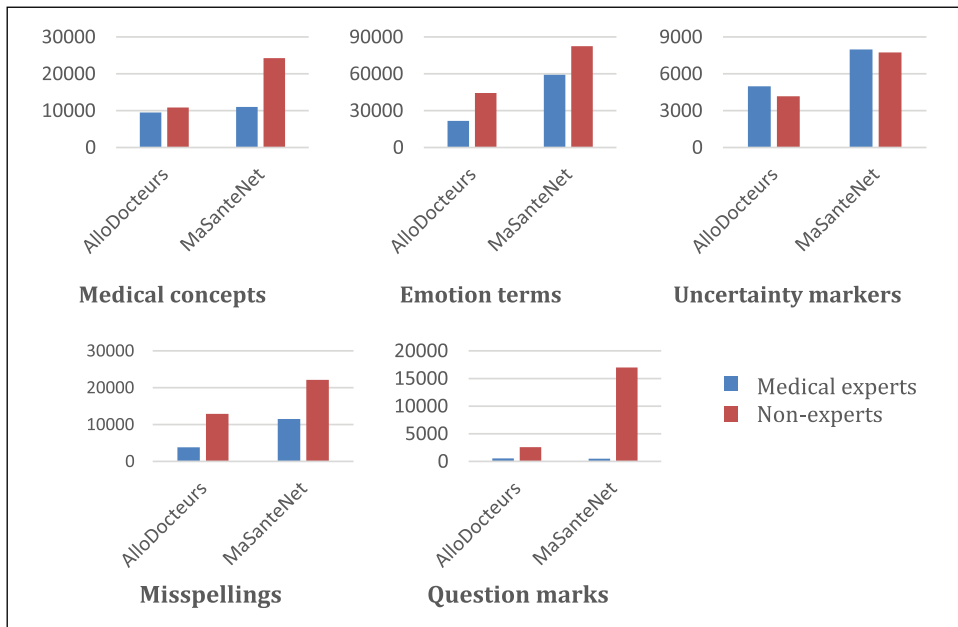 30000
20000
10000
0
AlloDocteurs
MaSanteNet
Medical concepts
90000
60000
30000
0
AlloDocteurs
MaSanteNet
Emotion terms
9000
6000
3000
0
AlloDocteurs
MaSanteNet
Uncertainty markers
30000
20000
10000
0
AlloDocteurs
MaSanteNet
Misspellings
20000
15000
10000
5000
0
AlloDocteurs
MaSanteNet
Question marks
Medical experts
Non-experts